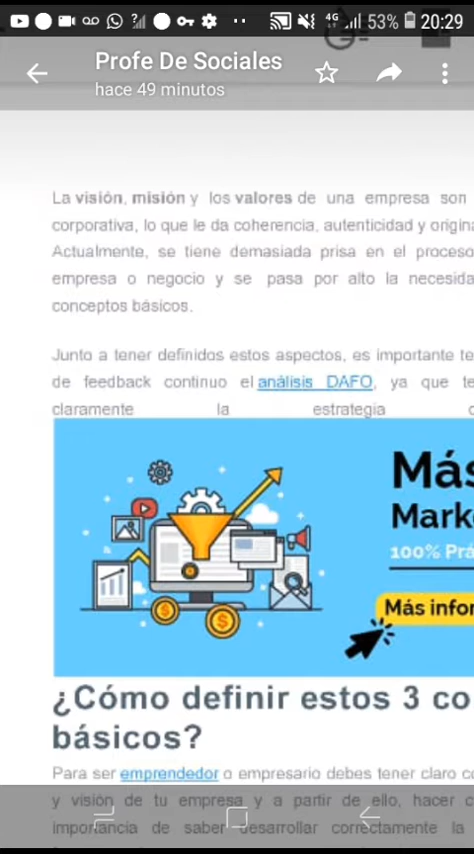 53% 20:29
4G
Profe De Sociales
hace 49 minutos
La visión, misión y los valores de una empresa son
corporativa, lo que le da coherencia, autenticidad y origina
Actualmente, se tiene demasiada prisa en el proceso
empresa o negocio y se pasa por alto la necesida
conceptos básicos.
Junto a tener definidos estos aspectos, es importante te
de feedback continuo el análisis DAFO, ya que te
claramente la estrategia c
Más
Marke
100% Prá
Más infor
¿Cómo definir estos 3 co
básicos?
Para ser emprendedor o empresario debes tener claro c
y visión de tu empresa y a partir de ello, hacer c
importancia de saber desarrollar correctamente la